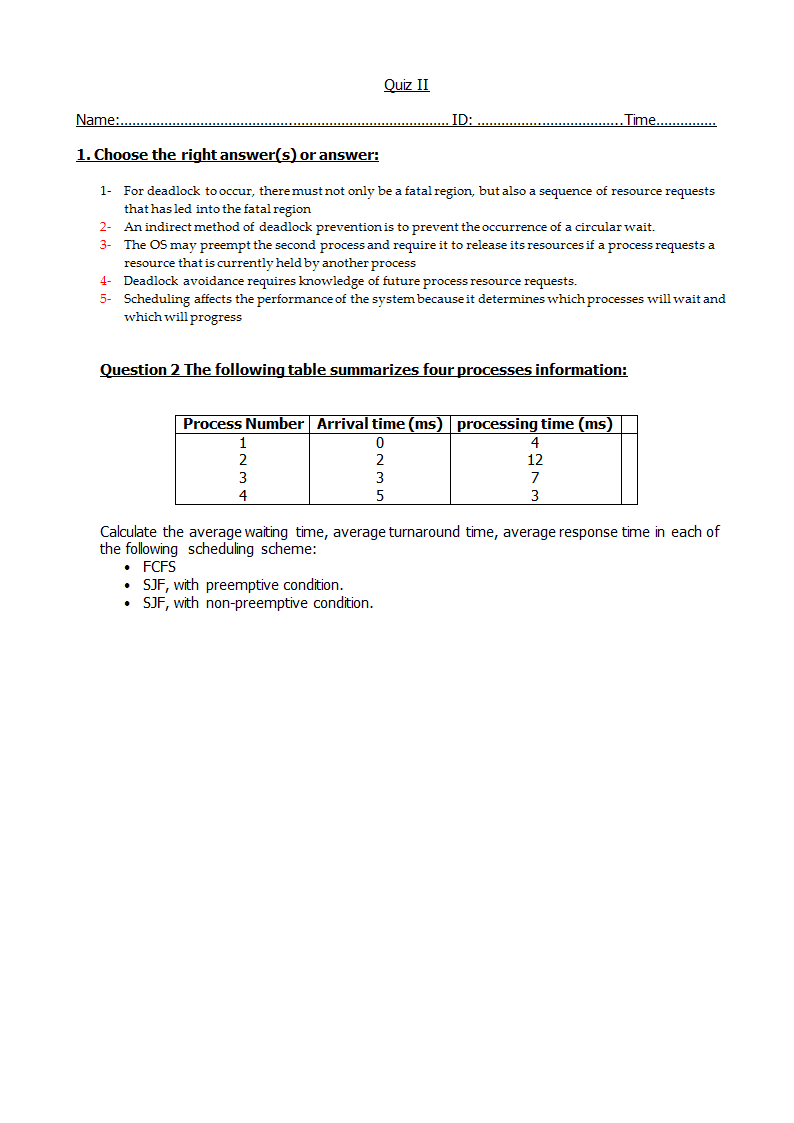 Quiz II
Name:.................................................................................. ID: ....................................Time...............
1. Choose the right answer(s) or answer:
1- For deadlock to occur, there must not only be a fatal region, but also a sequence of resource requests
that has led into the fatal region
2- An indirect method of deadlock prevention is to prevent the occurrence of a circular wait.
3- The OS may preempt the second process and require it to release its resources if a process requests a
resource that is currently held by another process
4- Deadlock avoidance requires knowledge of future process resource requests.
5- Scheduling affects the performance of the system because it determines which processes will wait and
which will progress
Question 2 The following table summarizes four processes information:
Process Number Arrival time (ms) processing time (ms)
1 0 4
2 2 12
3 3 7
4 5 3
Calculate the average waiting time, average turnaround time, average response time in each of
the following scheduling scheme:
• FCFS
• SJF, with preemptive condition.
• SJF, with non-preemptive condition.